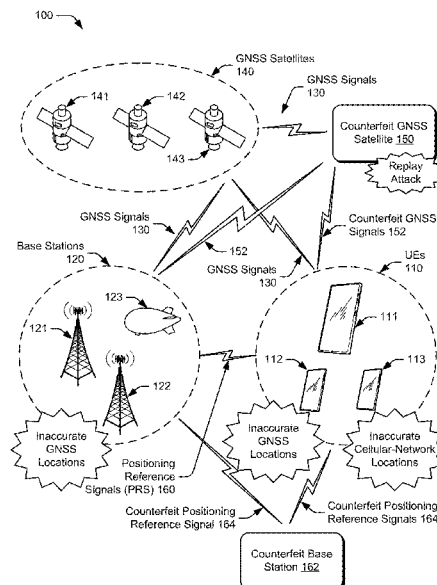 100
GNSS Satellites
140
GNSS Signals
130
141
142
143
Counterfeit GNSS
Satellite 150
Replay
Attack
GNSS Signals
130
152
GNSS Signals
130
Counterfeit GNSS
Signals 152
Base Stations
120
UEs
110
121
123
122
111
112
113
Inaccurate
GNSS
Locations
Inaccurate
GNSS
Locations
Inaccurate
Cellular-Network
Locations
Positioning
Reference
Signals (PRS) 160
Counterfeit Positioning
Reference Signal 164
Counterfeit Positioning
Reference Signals 164
Counterfeit Base
Station 162